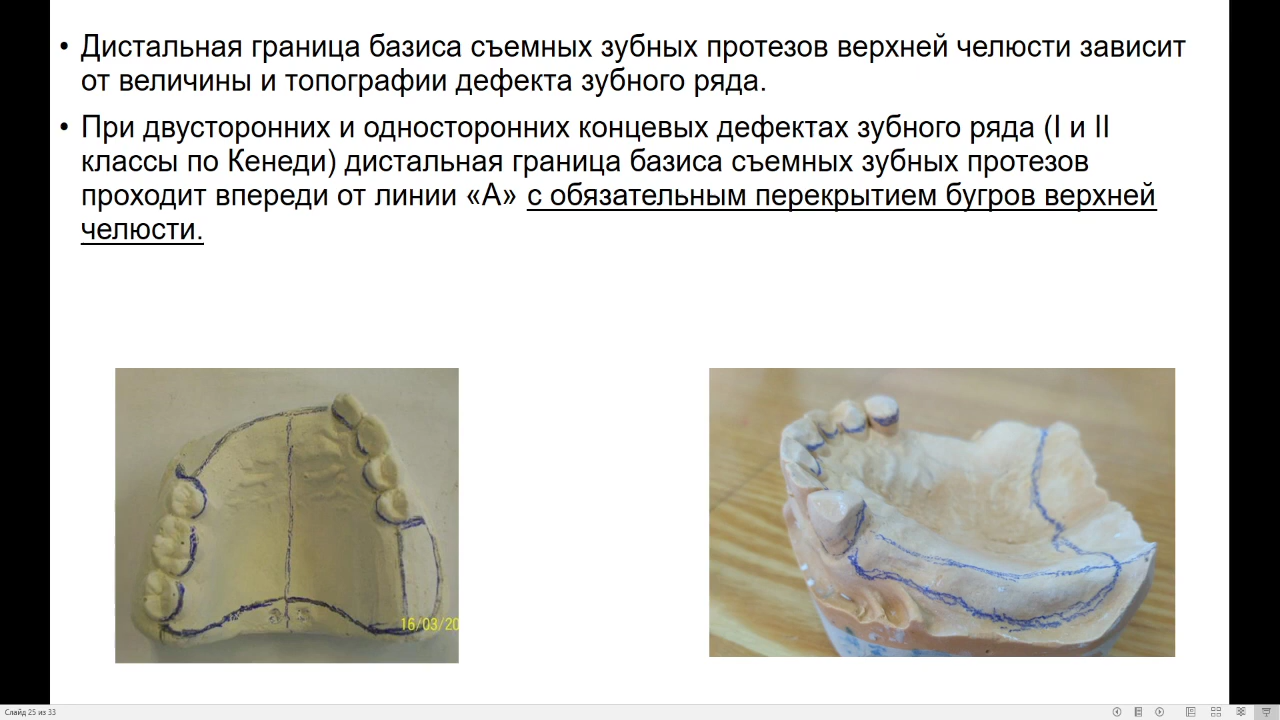 • Дистальная граница базиса съемных зубных протезов верхней челюсти зависит
от величины и топографии дефекта зубного ряда.
• При двусторонних и односторонних концевых дефектах зубного ряда (I и II
классы по Кенеди) дистальная граница базиса съемных зубных протезов
проходит впереди от линии «А» с обязательным перекрытием бугров верхней
челюсти.
16/03/20
Слайд 25 из 33